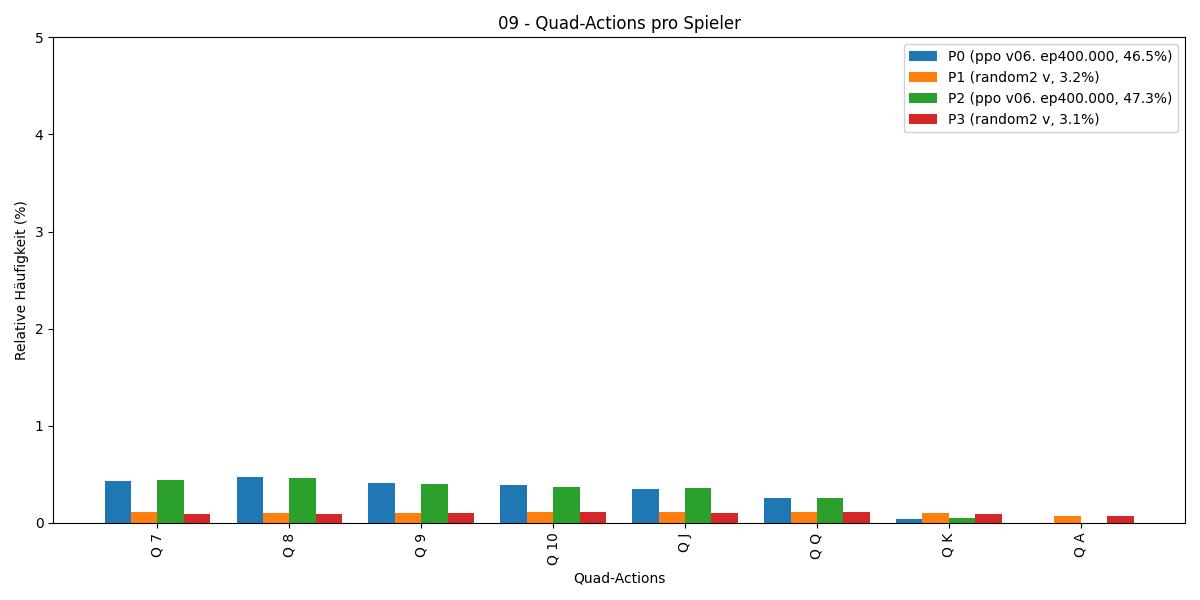 09 - Quad-Actions pro Spieler
P0 (ppo v06. ep400.000, 46.5%)
P1 (random2 v, 3.2%)
P2 (ppo v06. ep400.000, 47.3%)
P3 (random2 v, 3.1%)
Relative Häufigkeit (%)
5
4
3
2
1
0
Q 7
Q 8
Q 9
Q 10
Q J
Q Q
Q K
Q A
Quad-Actions